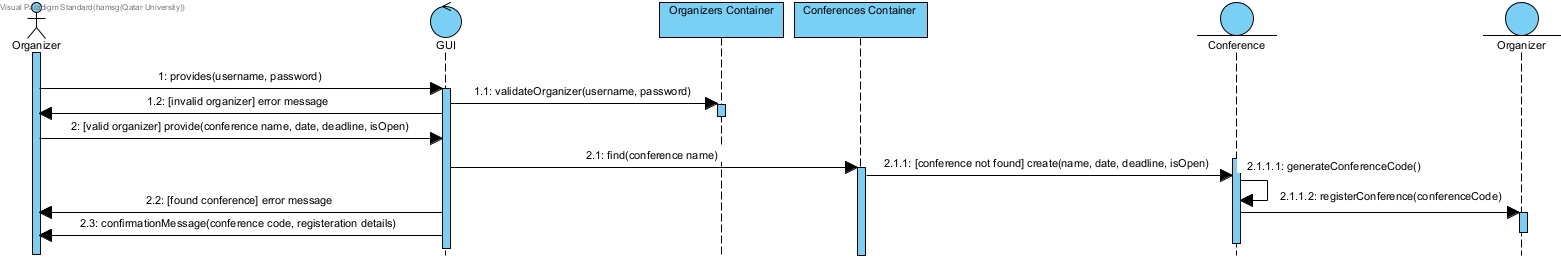 Visual Paradigm Standard(hamsg(Qatar University))
Organizers Container
Conferences Container
Organizer
GUI
Conference
Organizer
1: provides(username, password)
1.1: validateOrganizer(username, password)
1.2: [invalid organizer] error message
2: [valid organizer] provide(conference name, date, deadline, isOpen)
2.1: find(conference name)
2.1.1: [conference not found] create(name, date, deadline, isOpen)
2.1.1.1: generateConferenceCode()
2.1.1.2: registerConference(conferenceCode)
2.2: [found conference] error message
2.3: confirmationMessage(conference code, registeration details)